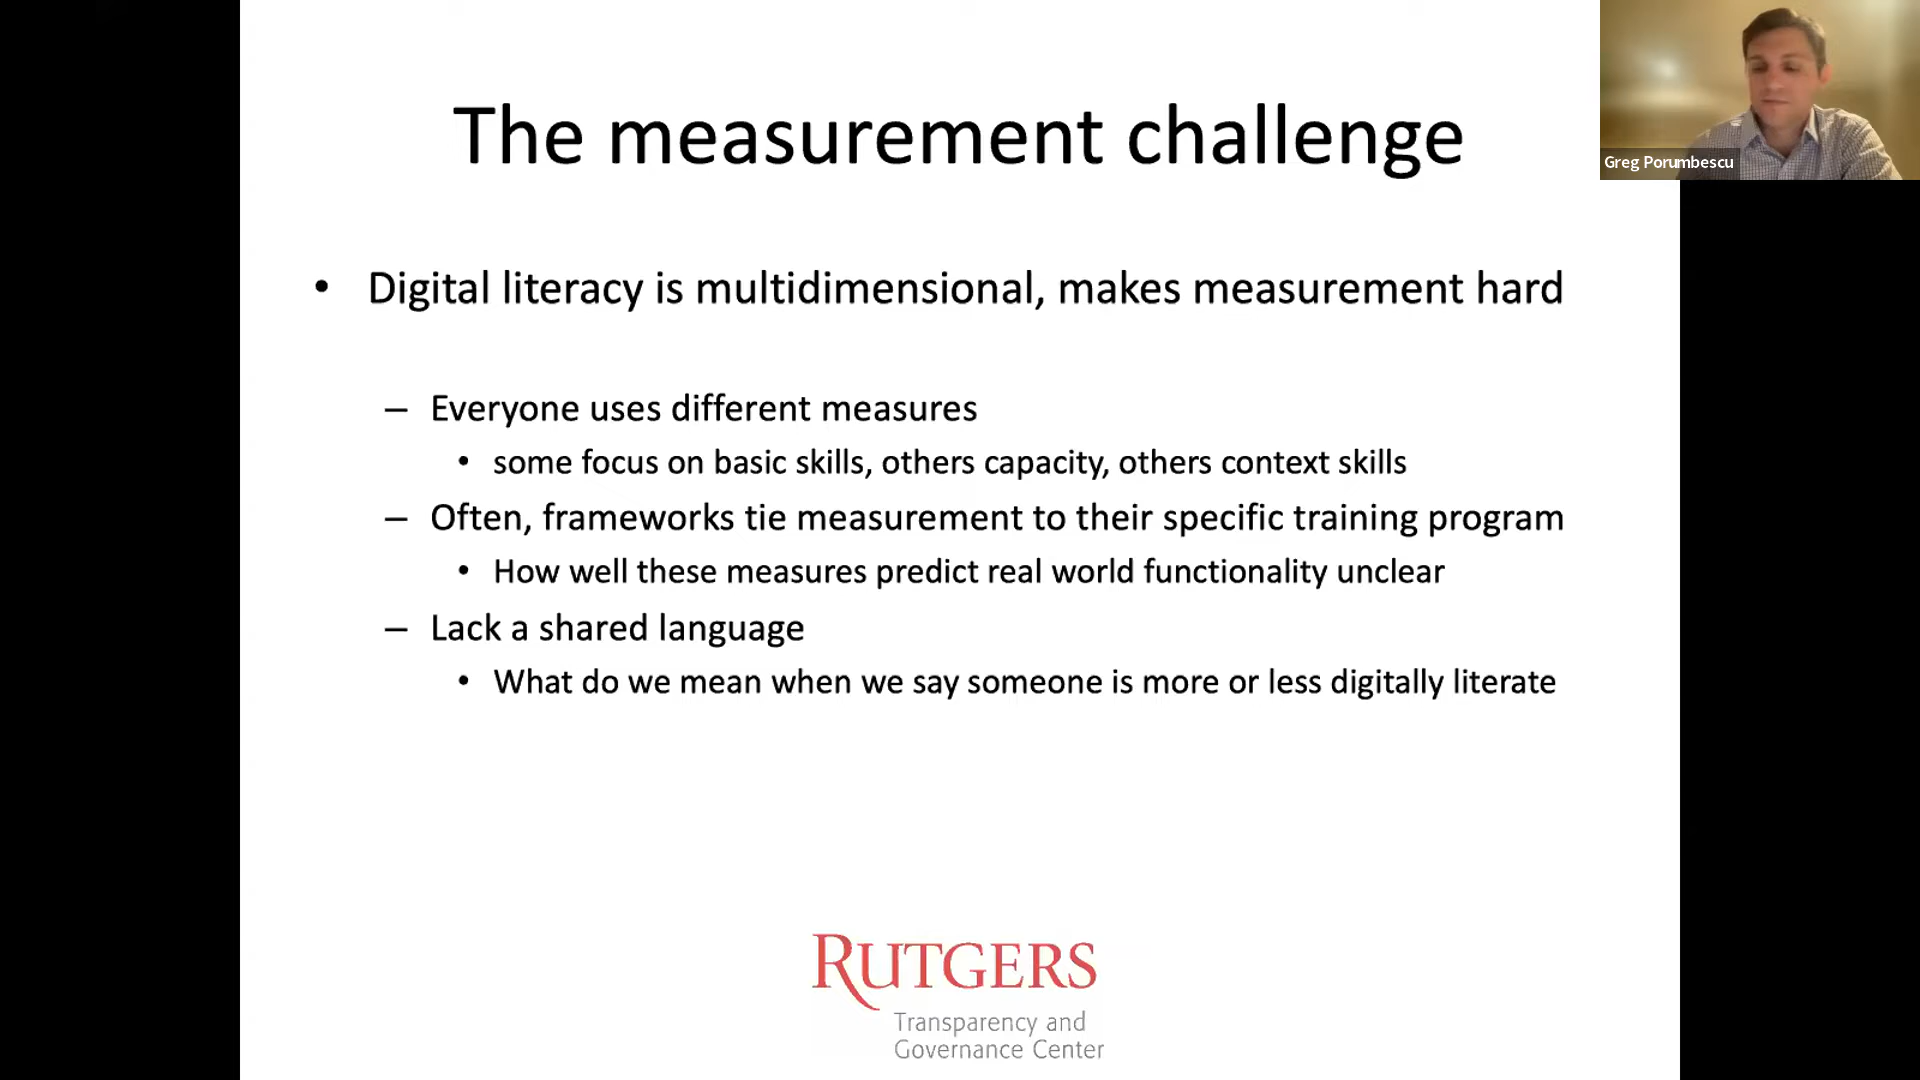 The measurement challenge
Greg Porumbescu
• Digital literacy is multidimensional, makes measurement hard
– Everyone uses different measures
• some focus on basic skills, others capacity, others context skills
– Often, frameworks tie measurement to their specific training program
• How well these measures predict real world functionality unclear
– Lack a shared language
• What do we mean when we say someone is more or less digitally literate
RUTGERS
Transparency and
Governance Center